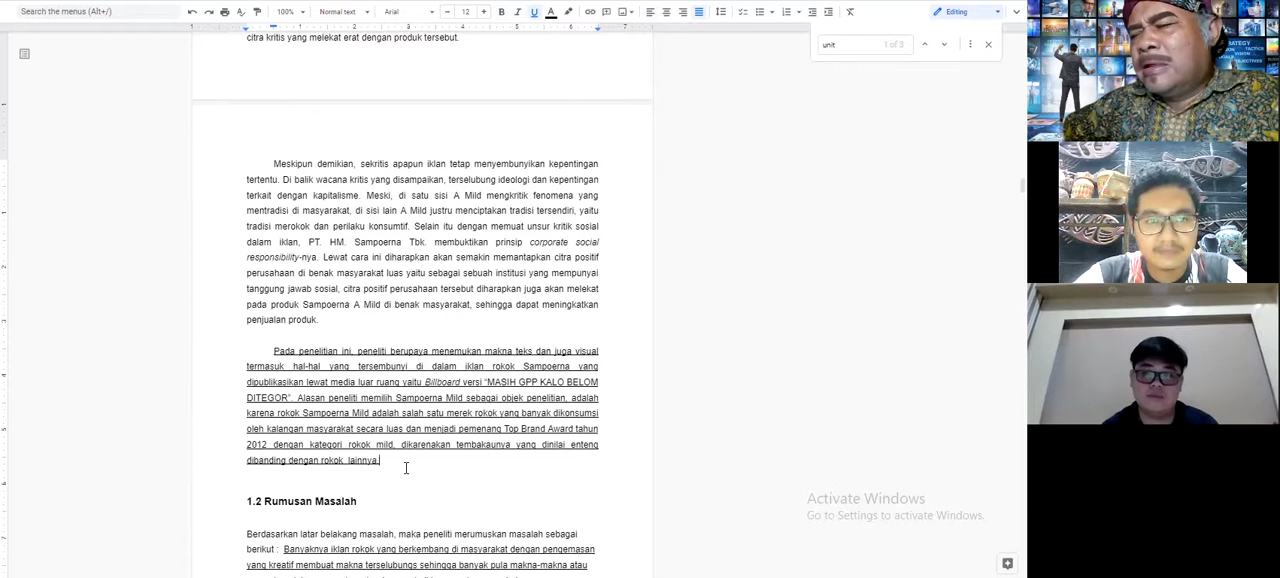 Search the menus (Alt+/)
100%
Normal text
Arial
12
B I U A
Editing
unit
1 of 3
citra kritis yang melekat erat dengan produk tersebut.
Meskipun demikian, sekritis apapun iklan tetap menyembunyikan kepentingan
tertentu. Di balik wacana kritis yang disampaikan, terselubung ideologi dan kepentingan
terkait dengan kapitalisme. Meski, di satu sisi A Mild mengkritik fenomena yang
mentradisi di masyarakat, di sisi lain A Mild justru menciptakan tradisi tersendiri, yaitu
tradisi merokok dan perilaku konsumtif. Selain itu dengan memuat unsur kritik sosial
dalam iklan, PT. HM. Sampoerna Tbk. membuktikan prinsip corporate social
responsibility-nya. Lewat cara ini diharapkan akan semakin memantapkan citra positif
perusahaan di benak masyarakat luas yaitu sebagai sebuah institusi yang mempunyai
tanggung jawab sosial, citra positif perusahaan tersebut diharapkan juga akan melekat
pada produk Sampoerna A Mild di benak masyarakat, sehingga dapat meningkatkan
penjualan produk.
Pada penelitian ini, peneliti berupaya menemukan makna teks dan juga visual
termasuk hal-hal yang tersembunyi di dalam iklan rokok Sampoerna yang
dipublikasikan lewat media luar ruang yaitu Billboard versi “MASIH GPP KALO BELOM
DITEGOR”. Alasan peneliti memilih Sampoerna Mild sebagai objek penelitian, adalah
karena rokok Sampoerna Mild adalah salah satu merek rokok yang banyak dikonsumsi
oleh kalangan masyarakat secara luas dan menjadi pemenang Top Brand Award tahun
2012 dengan kategori rokok mild, dikarenakan tembakaunya yang dinilai enteng
dibanding dengan rokok lainnya.
1.2 Rumusan Masalah
Berdasarkan latar belakang masalah, maka peneliti merumuskan masalah sebagai
berikut : Banyaknya iklan rokok yang berkembang di masyarakat dengan pengemasan
yang kreatif membuat makna terselubungs sehingga banyak pula makna-makna atau
Activate Windows
Go to Settings to activate Windows.
STRATEGY
TACTICS
VISION
GOALS
OBJECTIVES